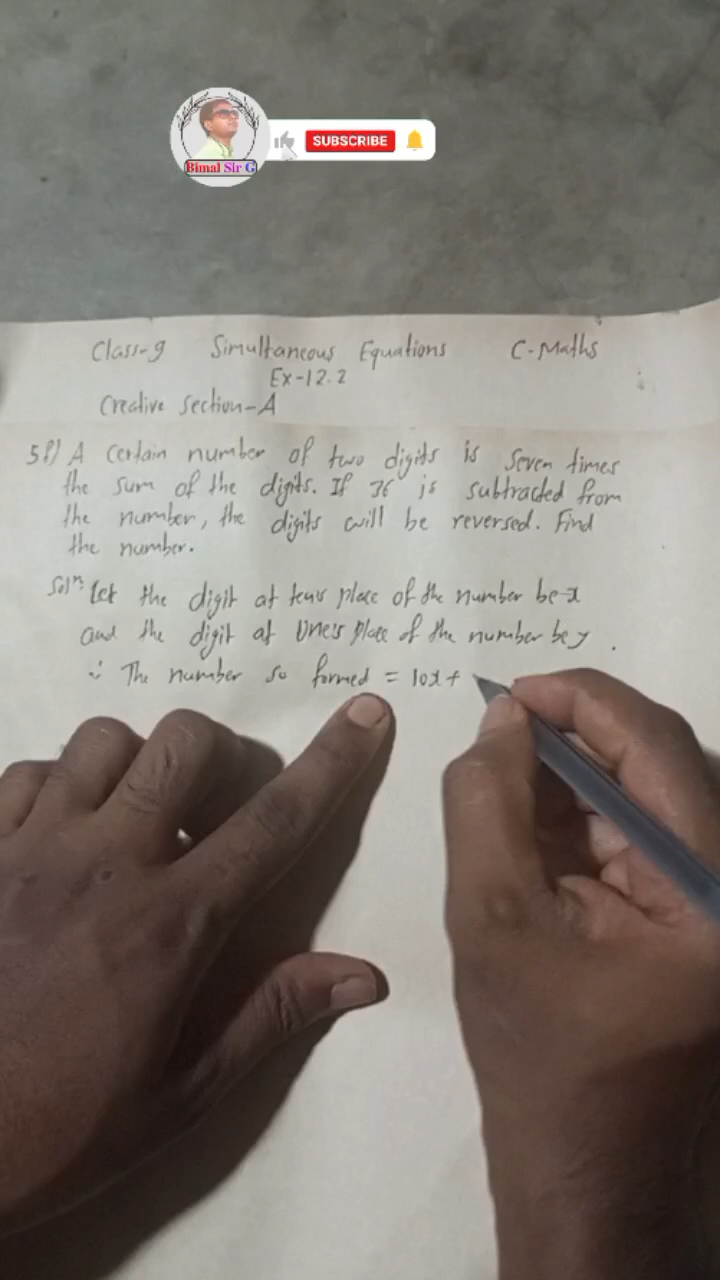 Bimal Sir G
SUBSCRIBE
Class-9 Simultaneous Equations C-Maths
Ex-12.2
Creative section-A
5f) A certain number of two digits is seven times
the sum of the digits. If 36 is subtracted from
the number, the digits will be reversed. Find
the number.
Solⁿ: Let the digit at ten's place of the number be x
and the digit at one's place of the number be y.
∴ The number so formed = 10x+